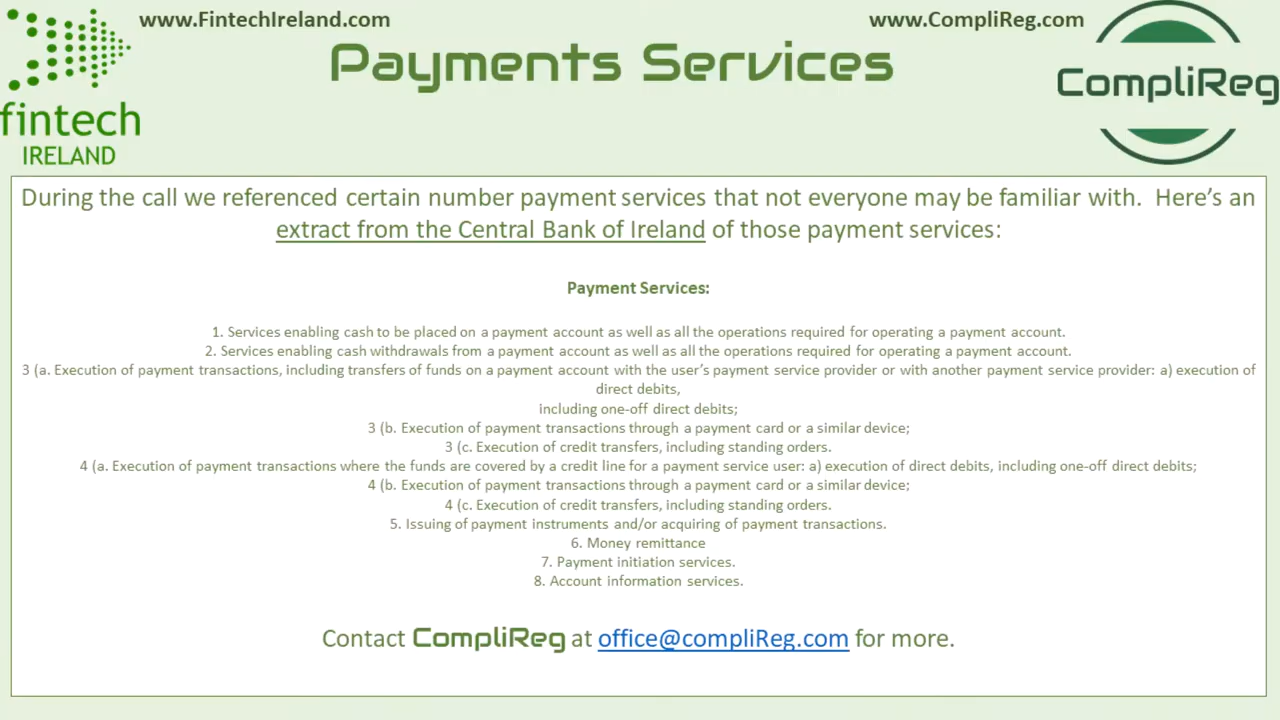 www.FintechIreland.com
www.CompliReg.com
Payments Services
fintech
IRELAND
CompliReg
During the call we referenced certain number payment services that not everyone may be familiar with. Here’s an
extract from the Central Bank of Ireland of those payment services:
Payment Services:
1. Services enabling cash to be placed on a payment account as well as all the operations required for operating a payment account.
2. Services enabling cash withdrawals from a payment account as well as all the operations required for operating a payment account.
3 (a. Execution of payment transactions, including transfers of funds on a payment account with the user’s payment service provider or with another payment service provider: a) execution of
direct debits,
including one-off direct debits;
3 (b. Execution of payment transactions through a payment card or a similar device;
3 (c. Execution of credit transfers, including standing orders.
4 (a. Execution of payment transactions where the funds are covered by a credit line for a payment service user: a) execution of direct debits, including one-off direct debits;
4 (b. Execution of payment transactions through a payment card or a similar device;
4 (c. Execution of credit transfers, including standing orders.
5. Issuing of payment instruments and/or acquiring of payment transactions.
6. Money remittance
7. Payment initiation services.
8. Account information services.
Contact CompliReg at office@compliReg.com for more.